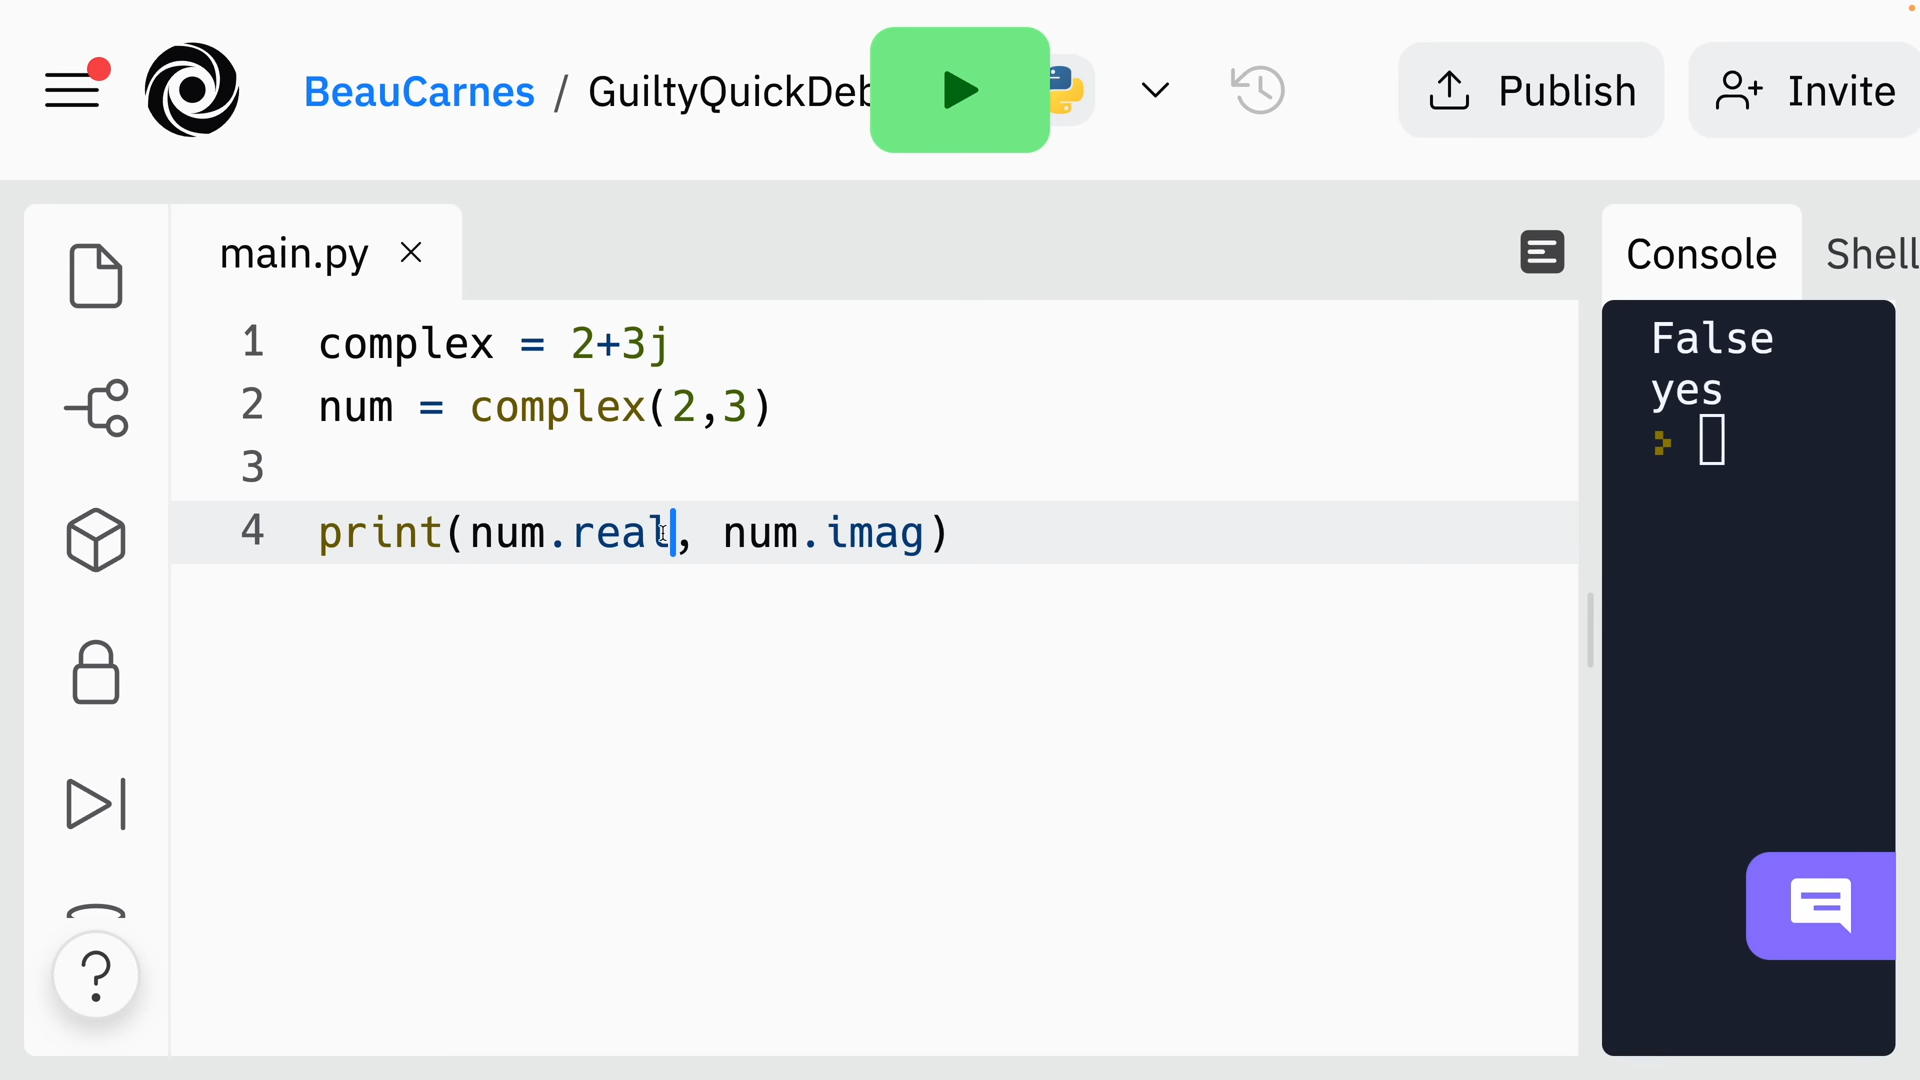 BeauCarnes / GuiltyQuickDeb
Publish
Invite
main.py
Console
Shell
1 complex = 2+3j
2 num = complex(2,3)
3
4 print(num.real, num.imag)
False
yes
?